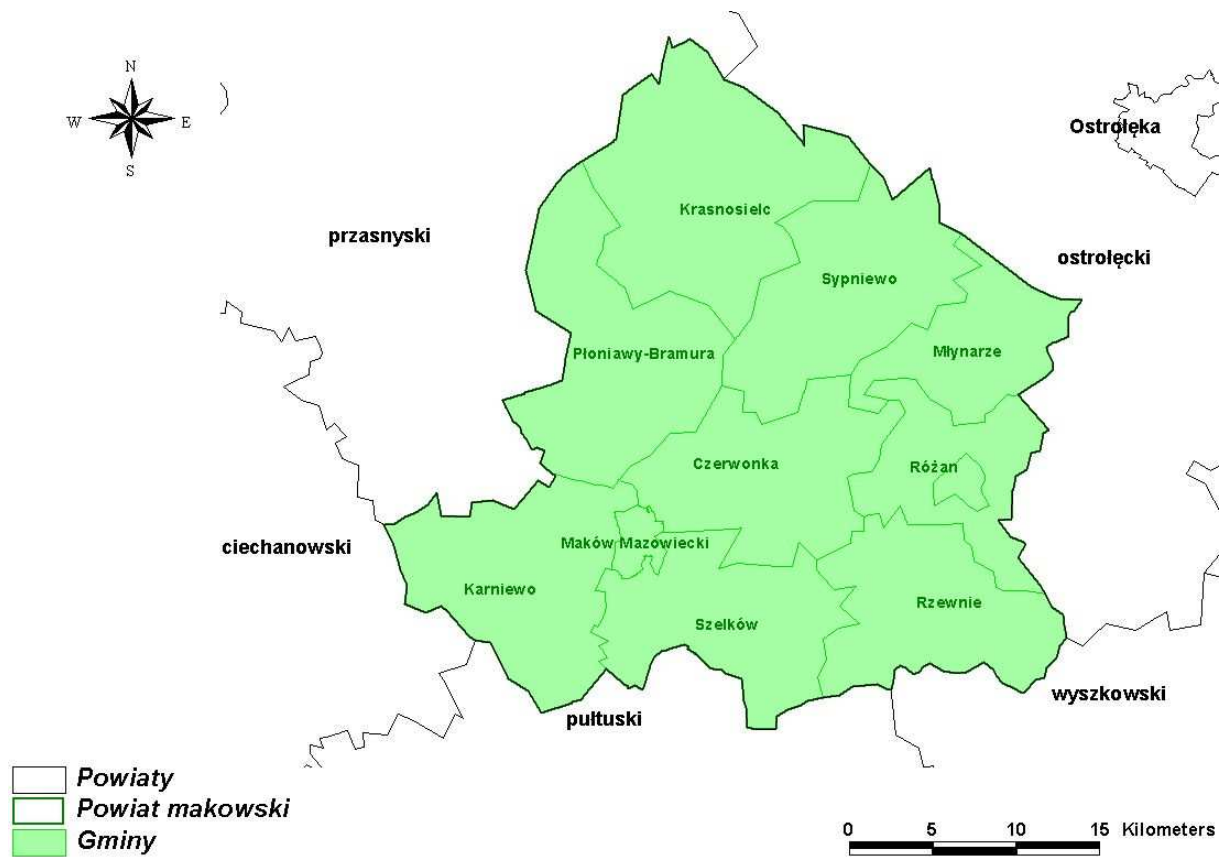 N
W E
S
Ostrołęka
Krasnosielc
przasnyski
ostrołęcki
Sypniewo
Płoniawy-Bramura
Młynarze
Czerwonka
Różan
Maków Mazowiecki
ciechanowski
Karniewo
Rzewnie
Szelków
wyszkowski
pułtuski
Powiaty
Powiat makowski
Gminy
0 5 10 15 Kilometers